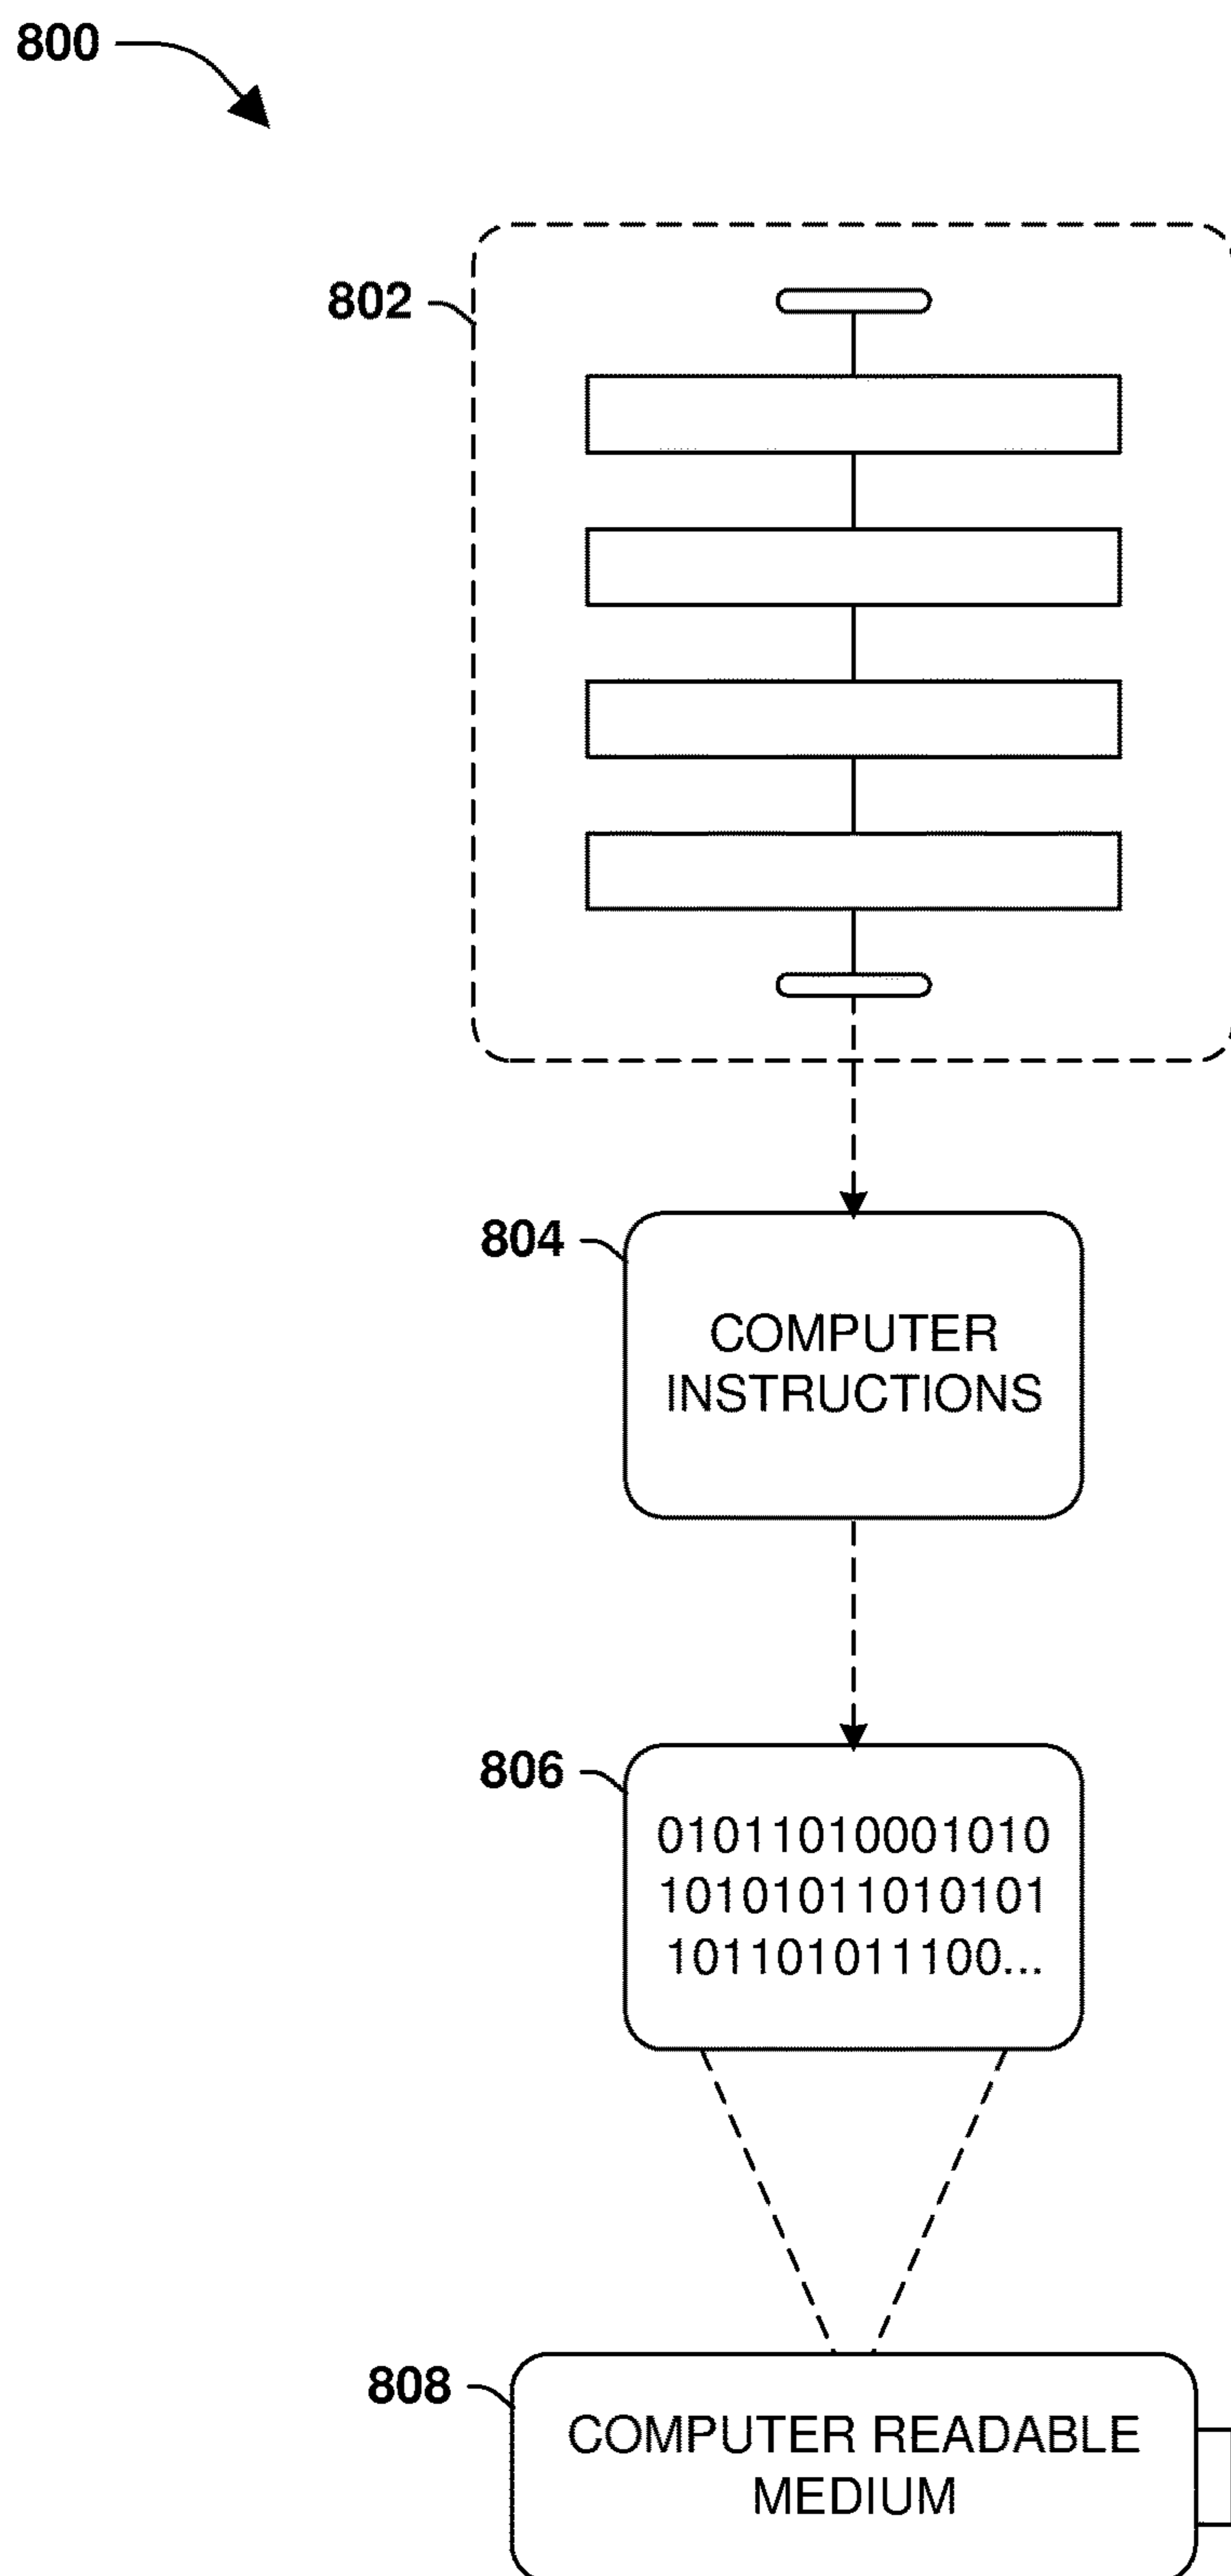 800
802
804
COMPUTER
INSTRUCTIONS
806
01011010001010
10101011010101
101101011100...
808
COMPUTER READABLE
MEDIUM